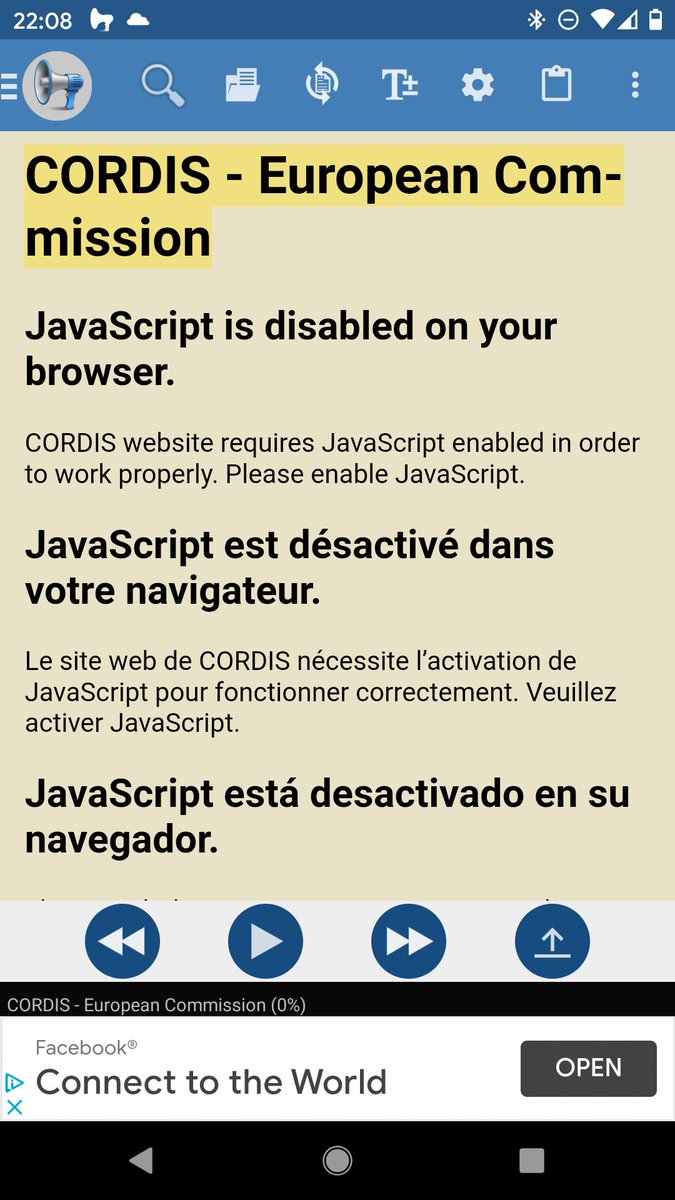 22:08
T±
CORDIS - European Com-
mission
JavaScript is disabled on your
browser.
CORDIS website requires JavaScript enabled in order
to work properly. Please enable JavaScript.
JavaScript est désactivé dans
votre navigateur.
Le site web de CORDIS nécessite l’activation de
JavaScript pour fonctionner correctement. Veuillez
activer JavaScript.
JavaScript está desactivado en su
navegador.
CORDIS - European Commission (0%)
Facebook®
Connect to the World
OPEN